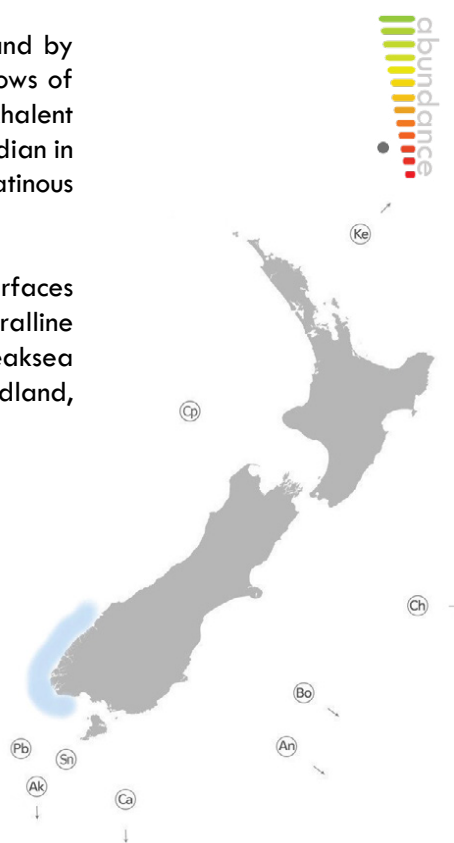 and by
ows of
halent
dian in
atinous
rfaces
ralline
eaksea
dland,
abundance
Ke
Cp
Ch
Bo
An
Pb
Sn
Ak
Ca